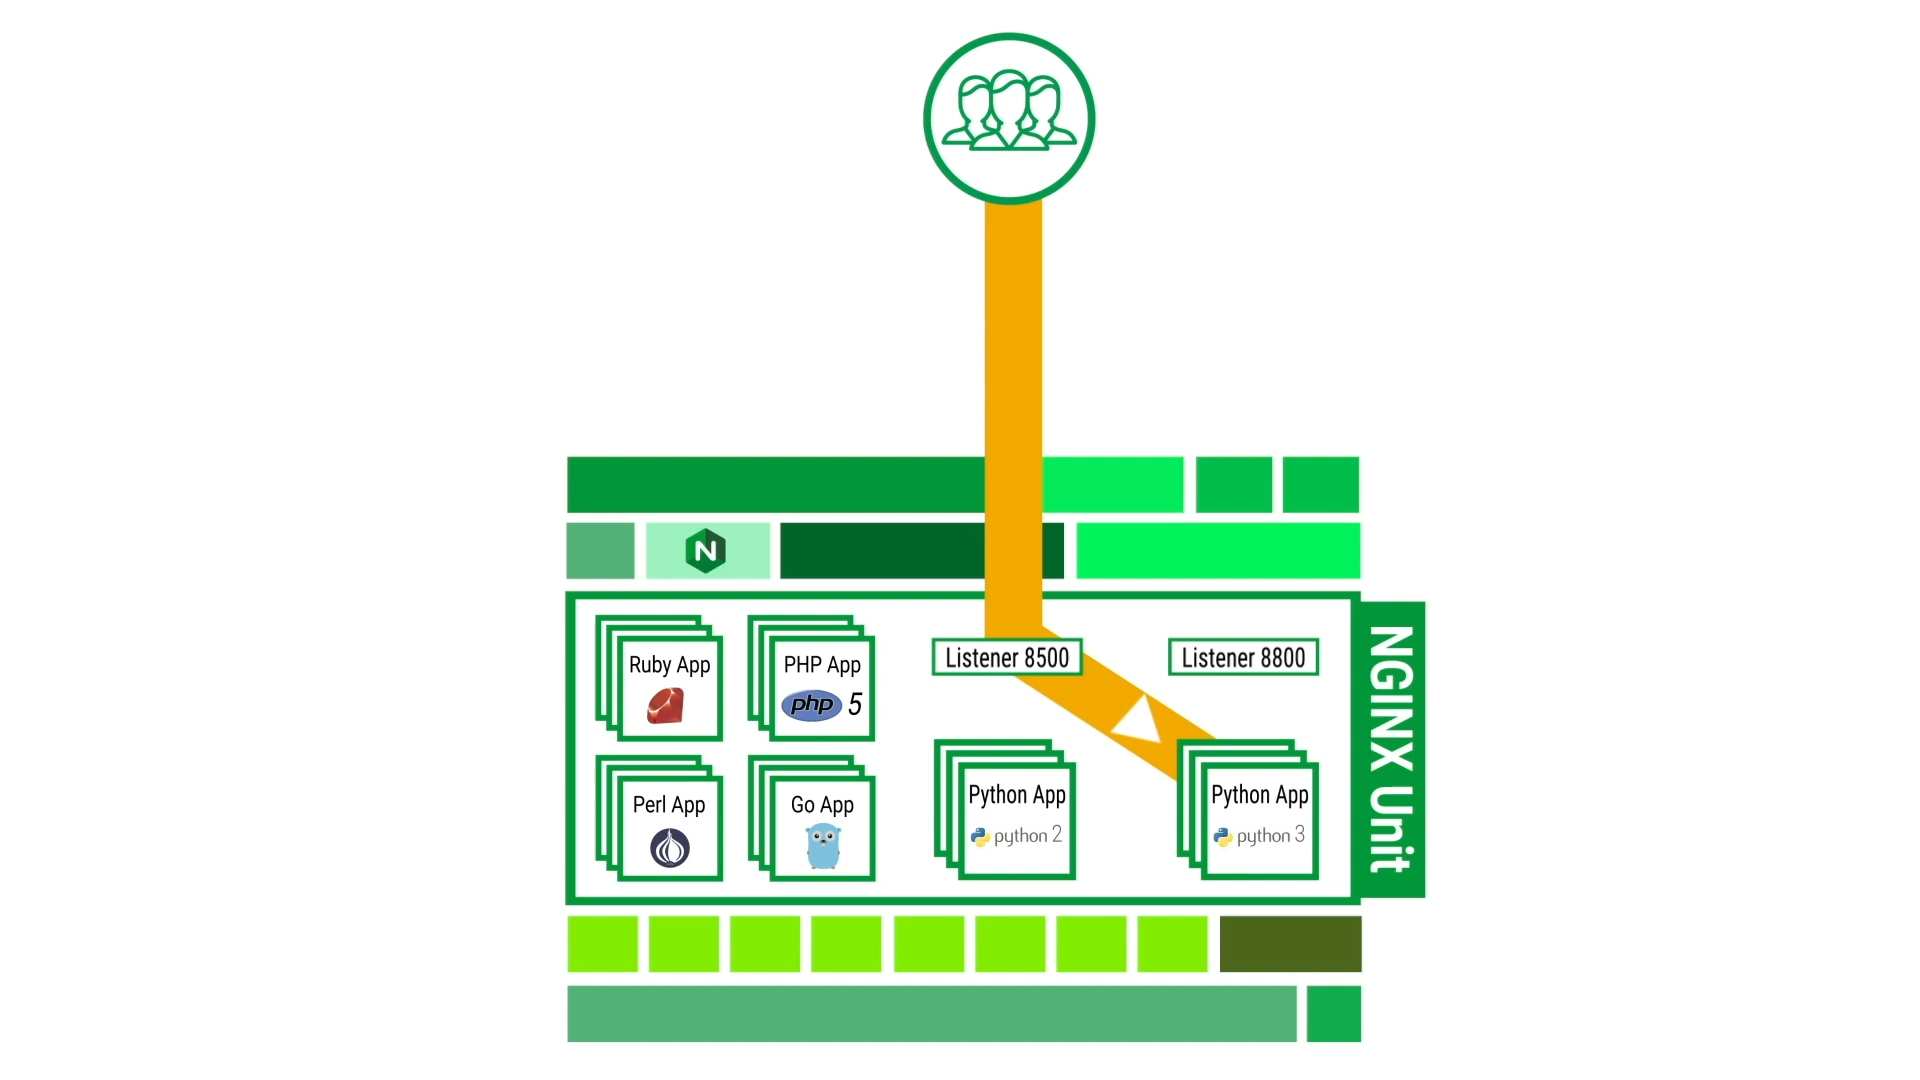 N
Ruby App
PHP App
php 5
Listener 8500
Listener 8800
Perl App
Go App
Python App
python 2
Python App
python 3
NGINX Unit